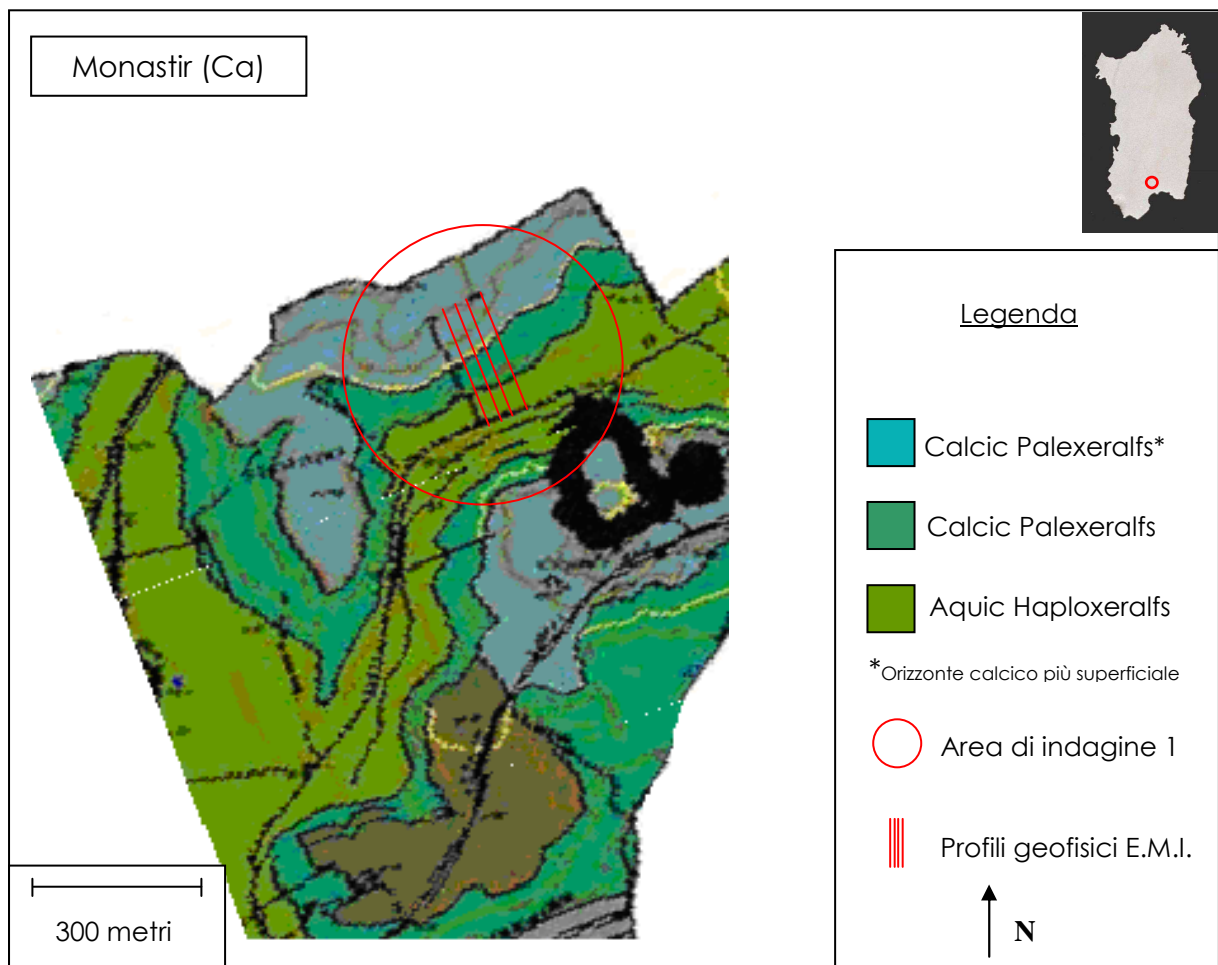 Monastir (Ca)
Legenda
Calcic Palexeralfs*
Calcic Palexeralfs
Aquic Haploxeralfs
*Orizzonte calcico più superficiale
Area di indagine 1
Profili geofisici E.M.I.
N
300 metri